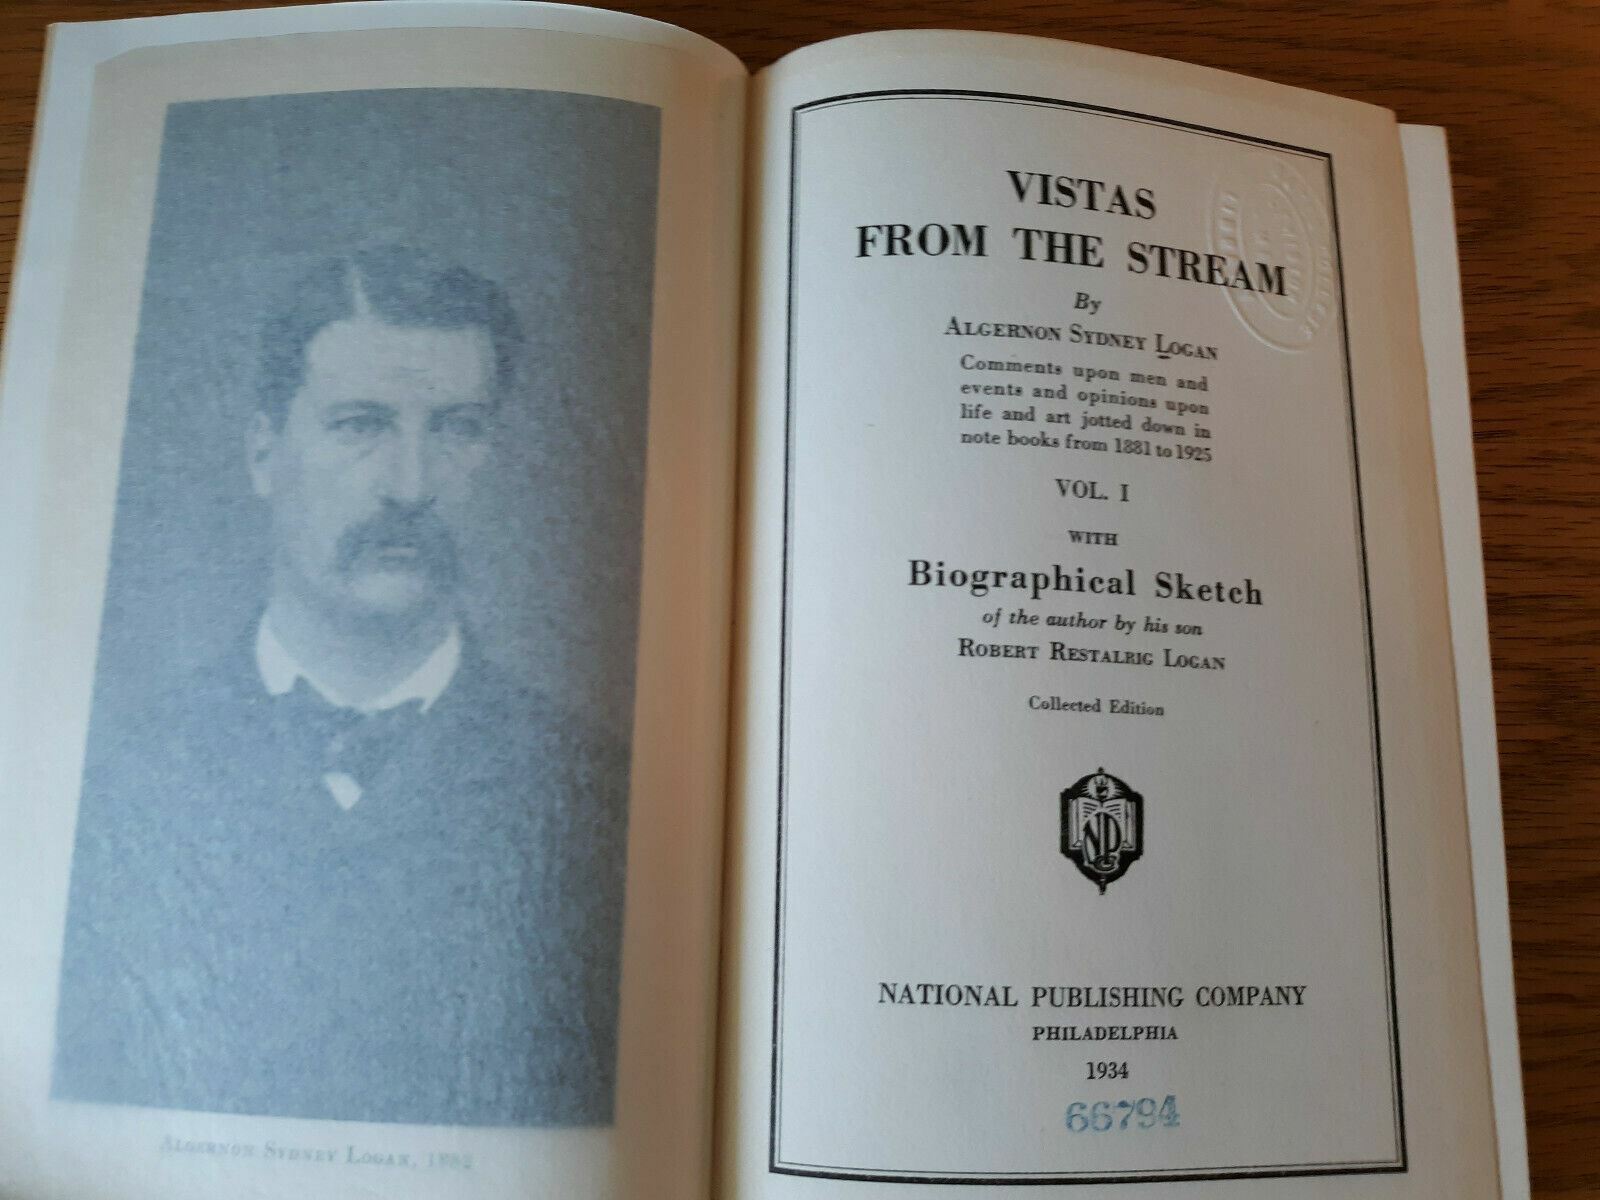 ALGERNON SYDNEY LOGAN, 1882
VISTAS
FROM THE STREAM
By
ALGERNON SYDNEY LOGAN
Comments upon men and
events and opinions upon
life and art jotted down in
note books from 1881 to 1925
VOL. I
WITH
Biographical Sketch
of the author by his son
ROBERT RESTALRIG LOGAN
Collected Edition
NP
NATIONAL PUBLISHING COMPANY
PHILADELPHIA
1934
66794